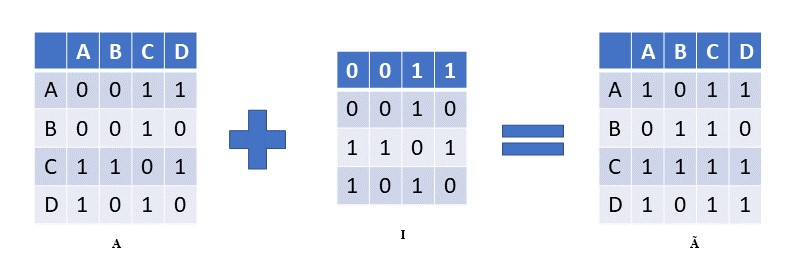 A B C D
A 0 0 1 1
B 0 0 1 0
C 1 1 0 1
D 1 0 1 0
A
+
0 0 1 1
0 0 1 0
1 1 0 1
1 0 1 0
I
=
A B C D
A 1 0 1 1
B 0 1 1 0
C 1 1 1 1
D 1 0 1 1
Ã